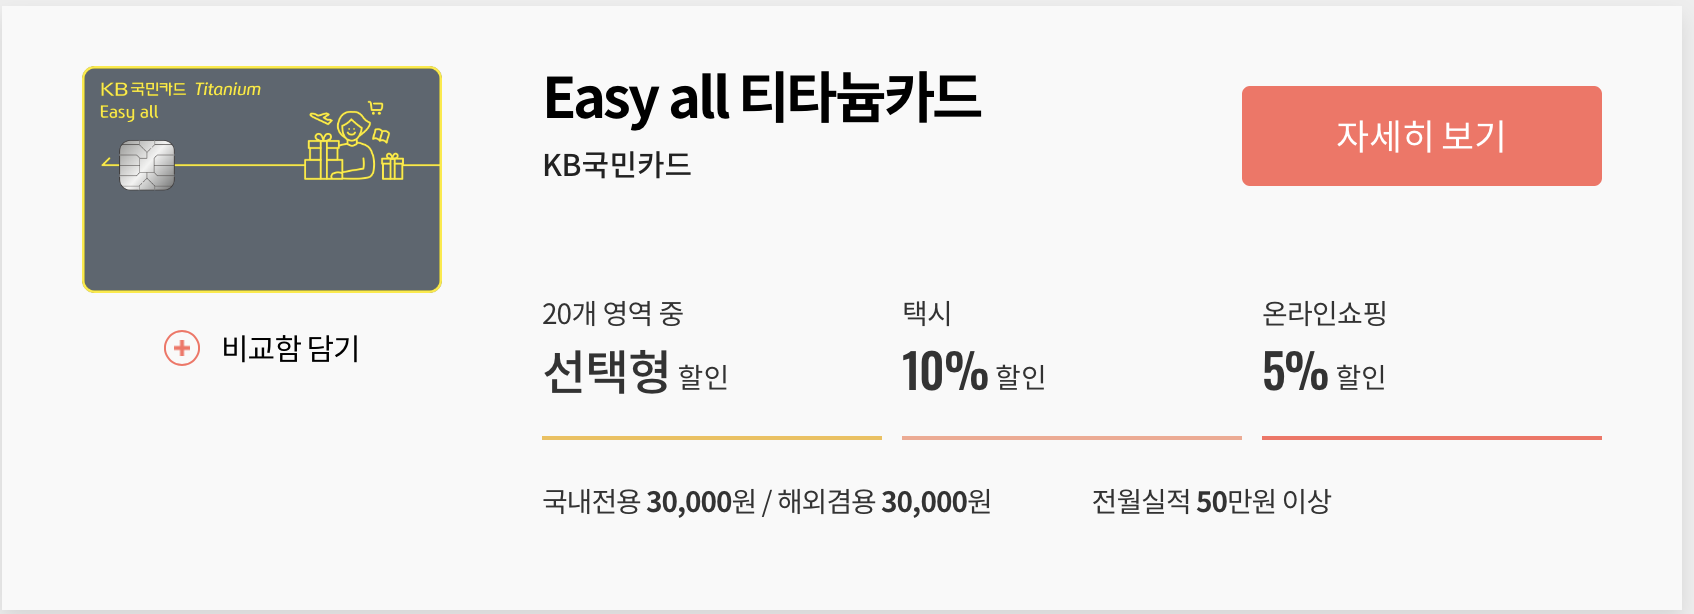 KB국민카드 Titanium
Easy all
비교함 담기
Easy all 티타늄카드
KB국민카드
자세히 보기
20개 영역 중
선택형 할인
택시
10% 할인
온라인쇼핑
5% 할인
국내전용 30,000원 / 해외겸용 30,000원
전월실적 50만원 이상